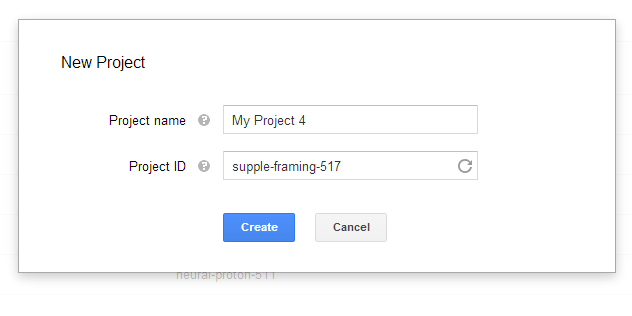 New Project
Project name ? My Project 4
Project ID ? supple-framing-517
Create Cancel
neural-proton-511